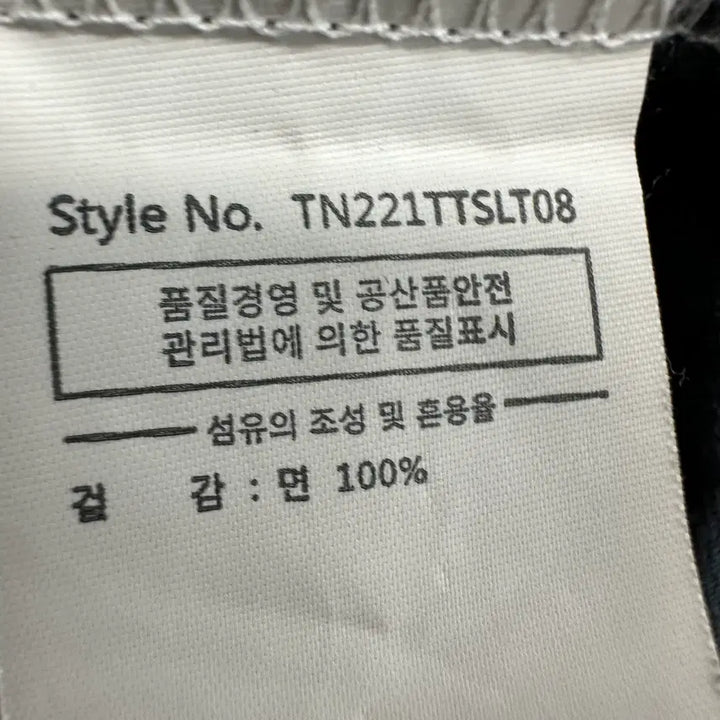 Style No. TN221TTSLT08
품질경영 및 공산품안전
관리법에 의한 품질표시
섬유의 조성 및 혼용율
겉 감 : 면 100%